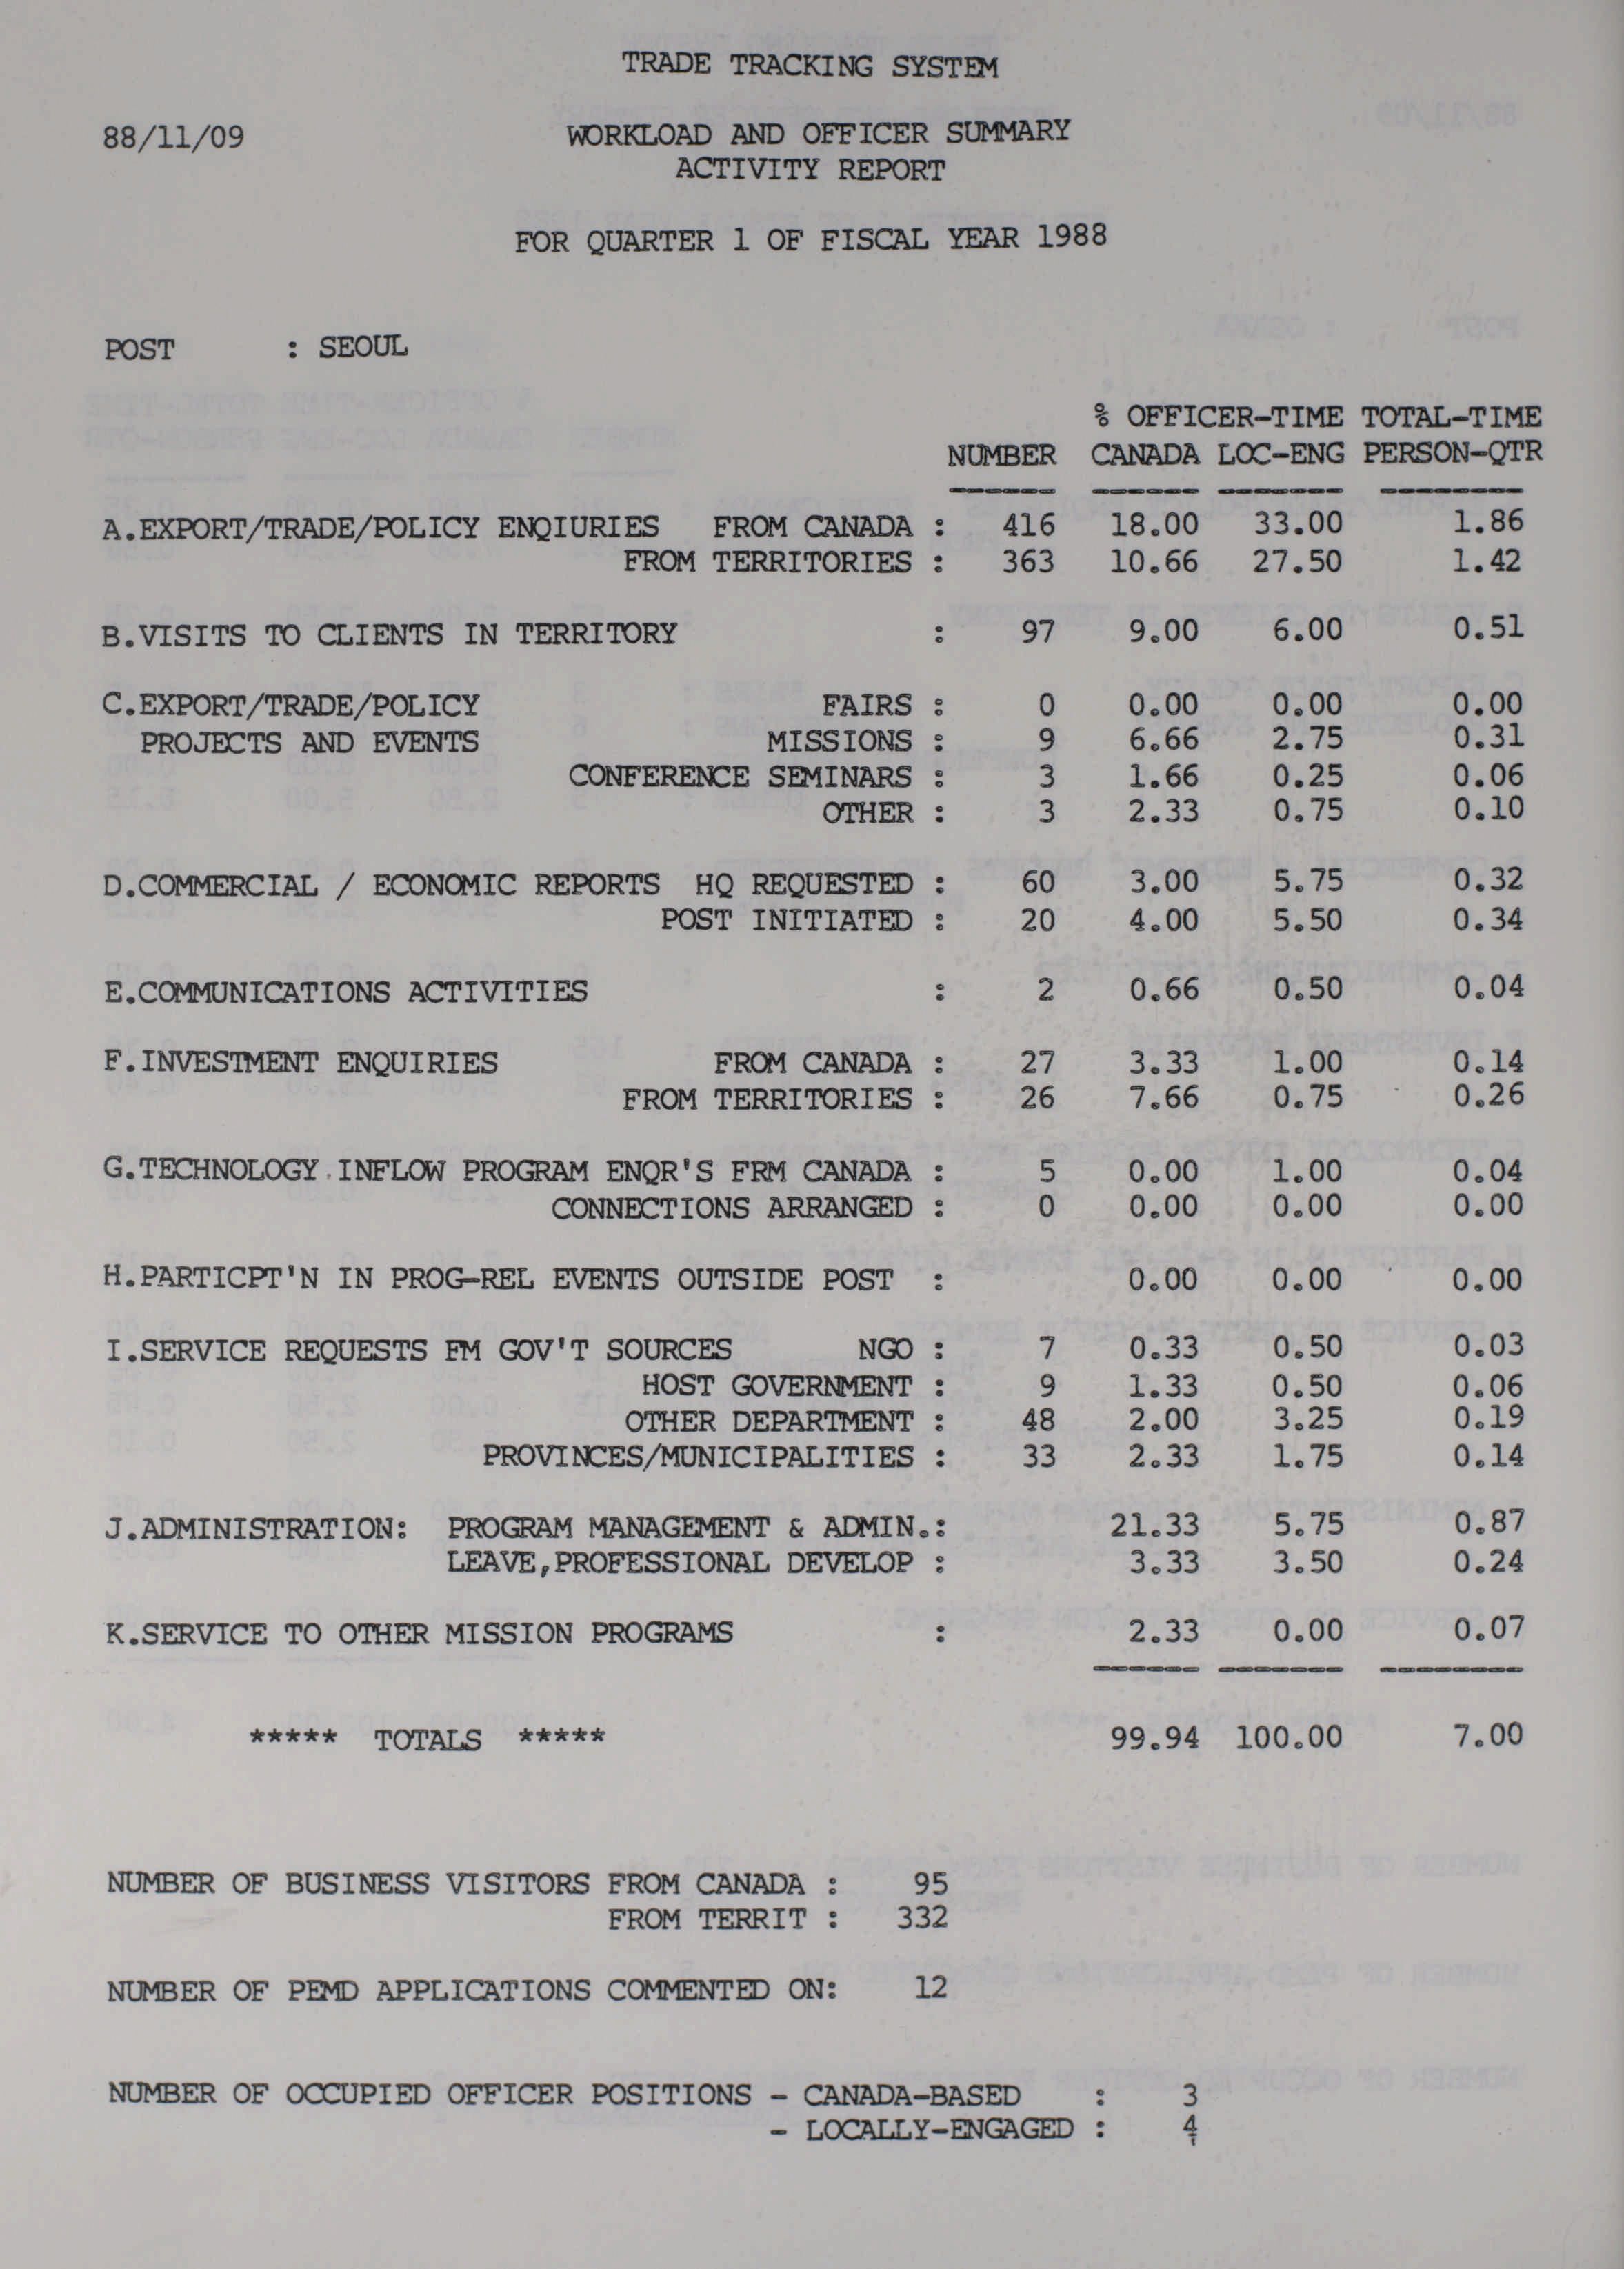 TRADE TRACKING SYSTEM
88/11/09 WORKLOAD AND OFFICER SUMMARY
ACTIVITY REPORT
FOR QUARTER 1 OF FISCAL YEAR 1988
POST : SEOUL
% OFFICER-TIME TOTAL-TIME
NUMBER CANADA LOC-ENG PERSON-QTR
A.EXPORT/TRADE/POLICY ENQIURIES FROM CANADA : 416 18.00 33.00 1.86
FROM TERRITORIES : 363 10.66 27.50 1.42
B.VISITS TO CLIENTS IN TERRITORY : 97 9.00 6.00 0.51
C.EXPORT/TRADE/POLICY FAIRS : 0 0.00 0.00 0.00
PROJECTS AND EVENTS MISSIONS : 9 6.66 2.75 0.31
CONFERENCE SEMINARS : 3 1.66 0.25 0.06
OTHER : 3 2.33 0.75 0.10
D.COMMERCIAL / ECONOMIC REPORTS HQ REQUESTED : 60 3.00 5.75 0.32
POST INITIATED : 20 4.00 5.50 0.34
E.COMMUNICATIONS ACTIVITIES : 2 0.66 0.50 0.04
F.INVESTMENT ENQUIRIES FROM CANADA : 27 3.33 1.00 0.14
FROM TERRITORIES : 26 7.66 0.75 0.26
G.TECHNOLOGY INFLOW PROGRAM ENQR'S FRM CANADA : 5 0.00 1.00 0.04
CONNECTIONS ARRANGED : 0 0.00 0.00 0.00
H.PARTICPT'N IN PROG-REL EVENTS OUTSIDE POST : 0.00 0.00 0.00
I.SERVICE REQUESTS FM GOV'T SOURCES NGO : 7 0.33 0.50 0.03
HOST GOVERNMENT : 9 1.33 0.50 0.06
OTHER DEPARTMENT : 48 2.00 3.25 0.19
PROVINCES/MUNICIPALITIES : 33 2.33 1.75 0.14
J.ADMINISTRATION: PROGRAM MANAGEMENT & ADMIN.: 21.33 5.75 0.87
LEAVE,PROFESSIONAL DEVELOP : 3.33 3.50 0.24
K.SERVICE TO OTHER MISSION PROGRAMS : 2.33 0.00 0.07
***** TOTALS ***** 99.94 100.00 7.00
NUMBER OF BUSINESS VISITORS FROM CANADA : 95
FROM TERRIT : 332
NUMBER OF PEMD APPLICATIONS COMMENTED ON: 12
NUMBER OF OCCUPIED OFFICER POSITIONS - CANADA-BASED : 3
- LOCALLY-ENGAGED : 4